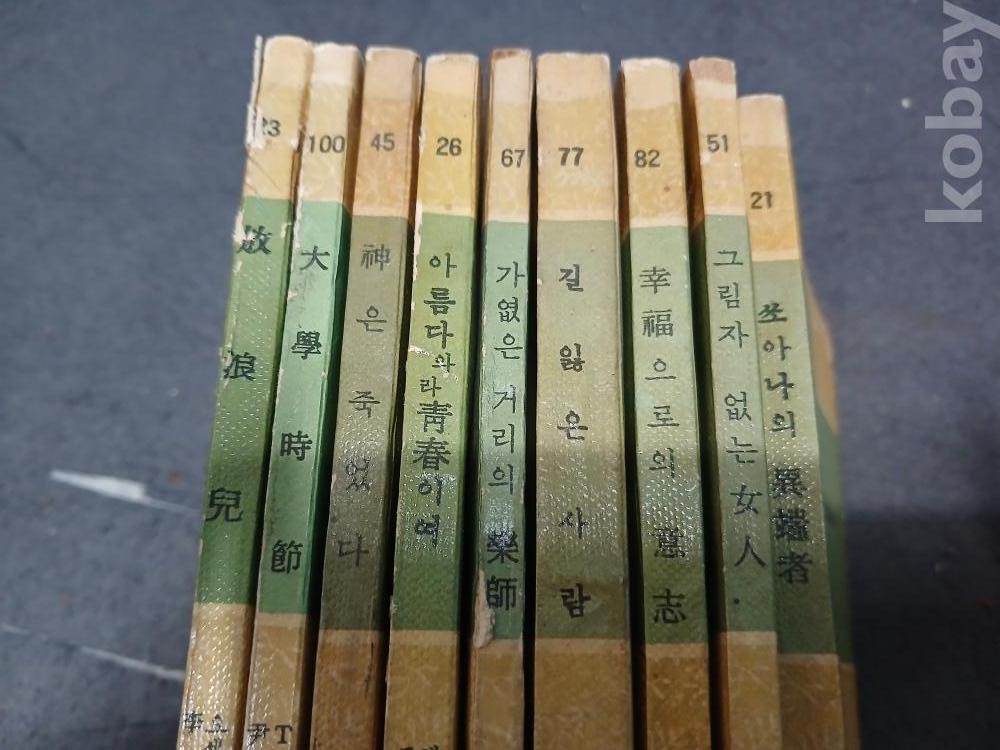 23
放浪兒
100
大學時節
尹T
45
神은 죽었다
26
아름다와라 靑春이여
67
가엾은 거리의 樂師
77
길 잃은 사람
82
幸福으로의 意志
51
그림자 없는 女人
21
쏘아나의 異端者
kobay